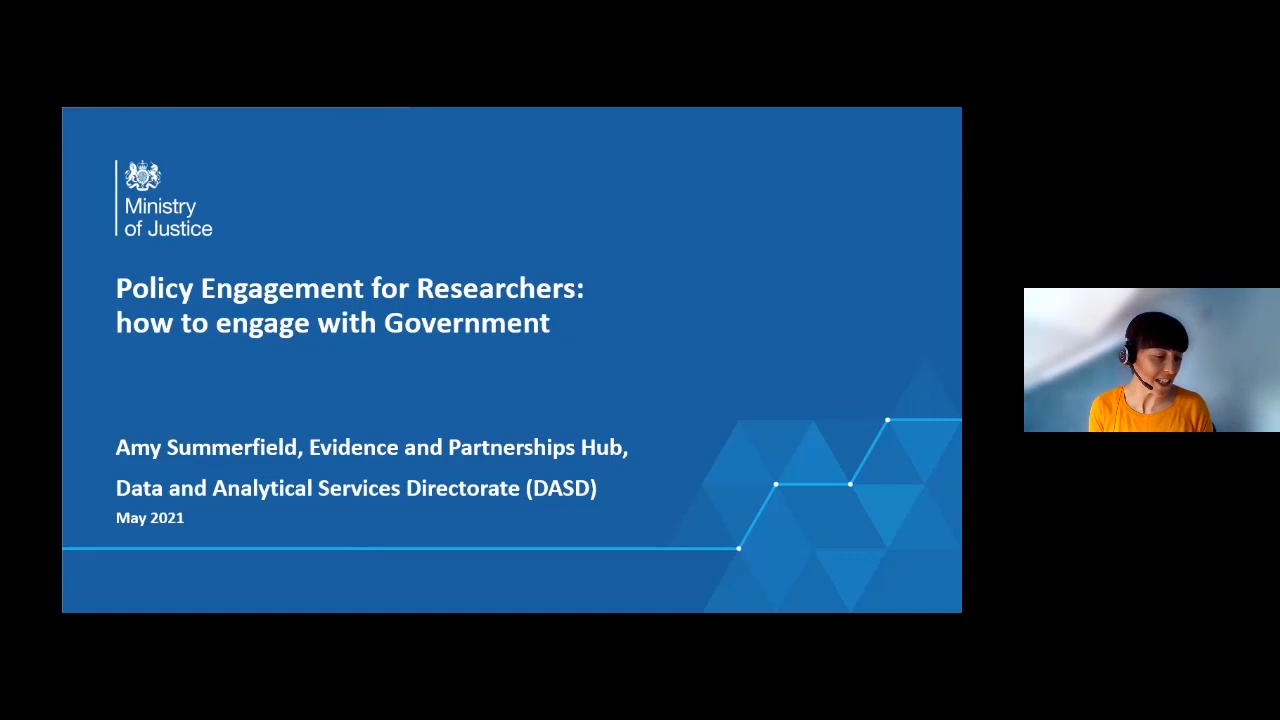 Ministry
of Justice
Policy Engagement for Researchers:
how to engage with Government
Amy Summerfield, Evidence and Partnerships Hub,
Data and Analytical Services Directorate (DASD)
May 2021